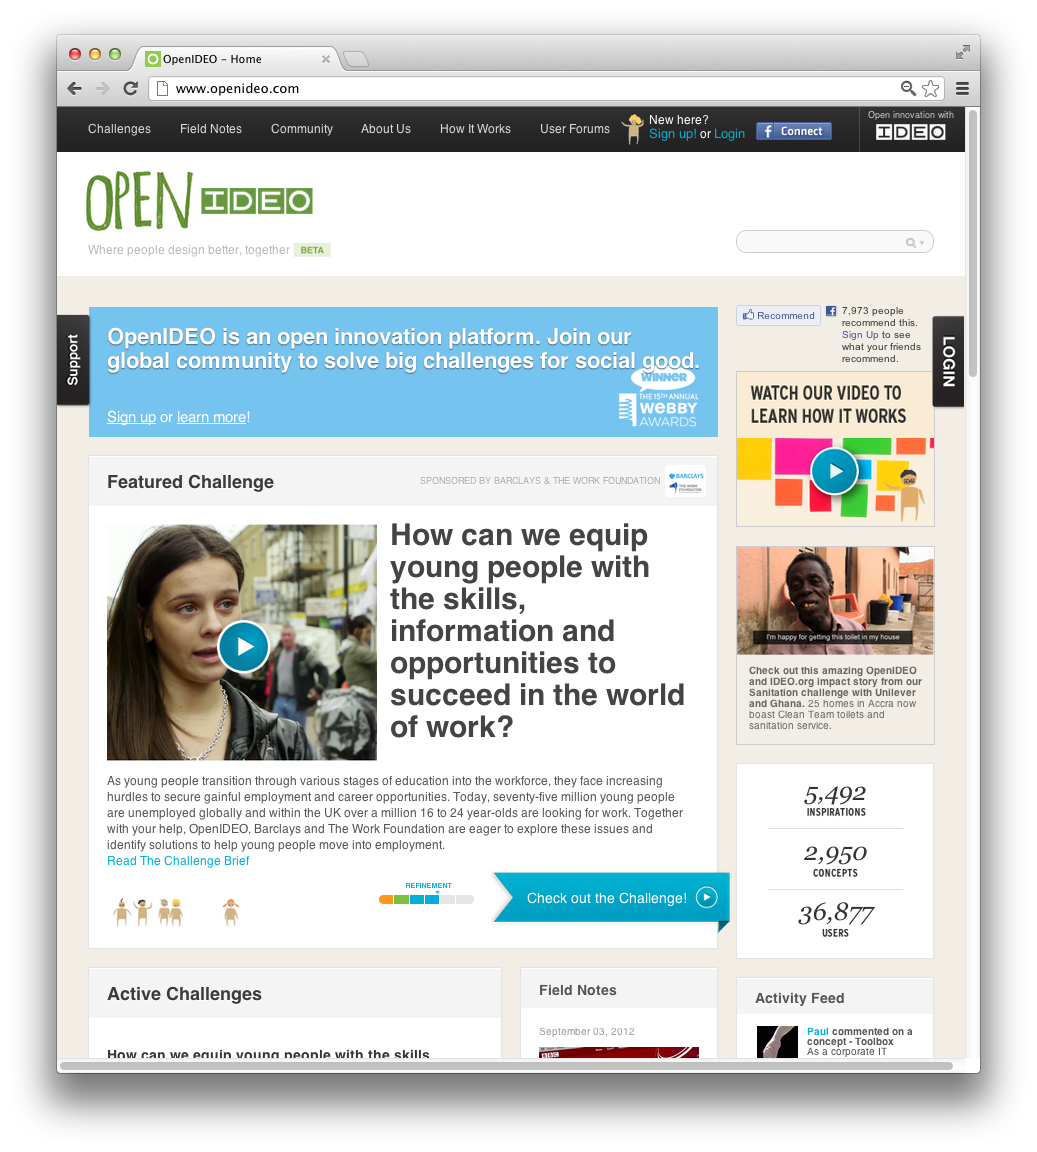 OpenIDEO – Home
www.openideo.com
Challenges
Field Notes
Community
About Us
How It Works
User Forums
New here?
Sign up! or Login
f Connect
Open innovation with
IDEO
OPEN IDEO
Where people design better, together BETA
Support
LOGIN
OpenIDEO is an open innovation platform. Join our
global community to solve big challenges for social good.
Sign up or learn more!
WINNER
THE 15TH ANNUAL
WEBBY
AWARDS
Recommend
7,973 people
recommend this.
Sign Up to see
what your friends
recommend.
WATCH OUR VIDEO TO
LEARN HOW IT WORKS
Featured Challenge
SPONSORED BY BARCLAYS & THE WORK FOUNDATION
BARCLAYS
THE WORK
FOUNDATION
How can we equip
young people with
the skills,
information and
opportunities to
succeed in the world
of work?
As young people transition through various stages of education into the workforce, they face increasing
hurdles to secure gainful employment and career opportunities. Today, seventy-five million young people
are unemployed globally and within the UK over a million 16 to 24 year-olds are looking for work. Together
with your help, OpenIDEO, Barclays and The Work Foundation are eager to explore these issues and
identify solutions to help young people move into employment.
Read The Challenge Brief
REFINEMENT
Check out the Challenge!
I'm happy for getting this toilet in my house
Check out this amazing OpenIDEO
and IDEO.org impact story from our
Sanitation challenge with Unilever
and Ghana. 25 homes in Accra now
boast Clean Team toilets and
sanitation service.
5,492
INSPIRATIONS
2,950
CONCEPTS
36,877
USERS
Active Challenges
How can we equip young people with the skills,
Field Notes
September 03, 2012
BBC
Activity Feed
Paul commented on a
concept - Toolbox
As a corporate IT